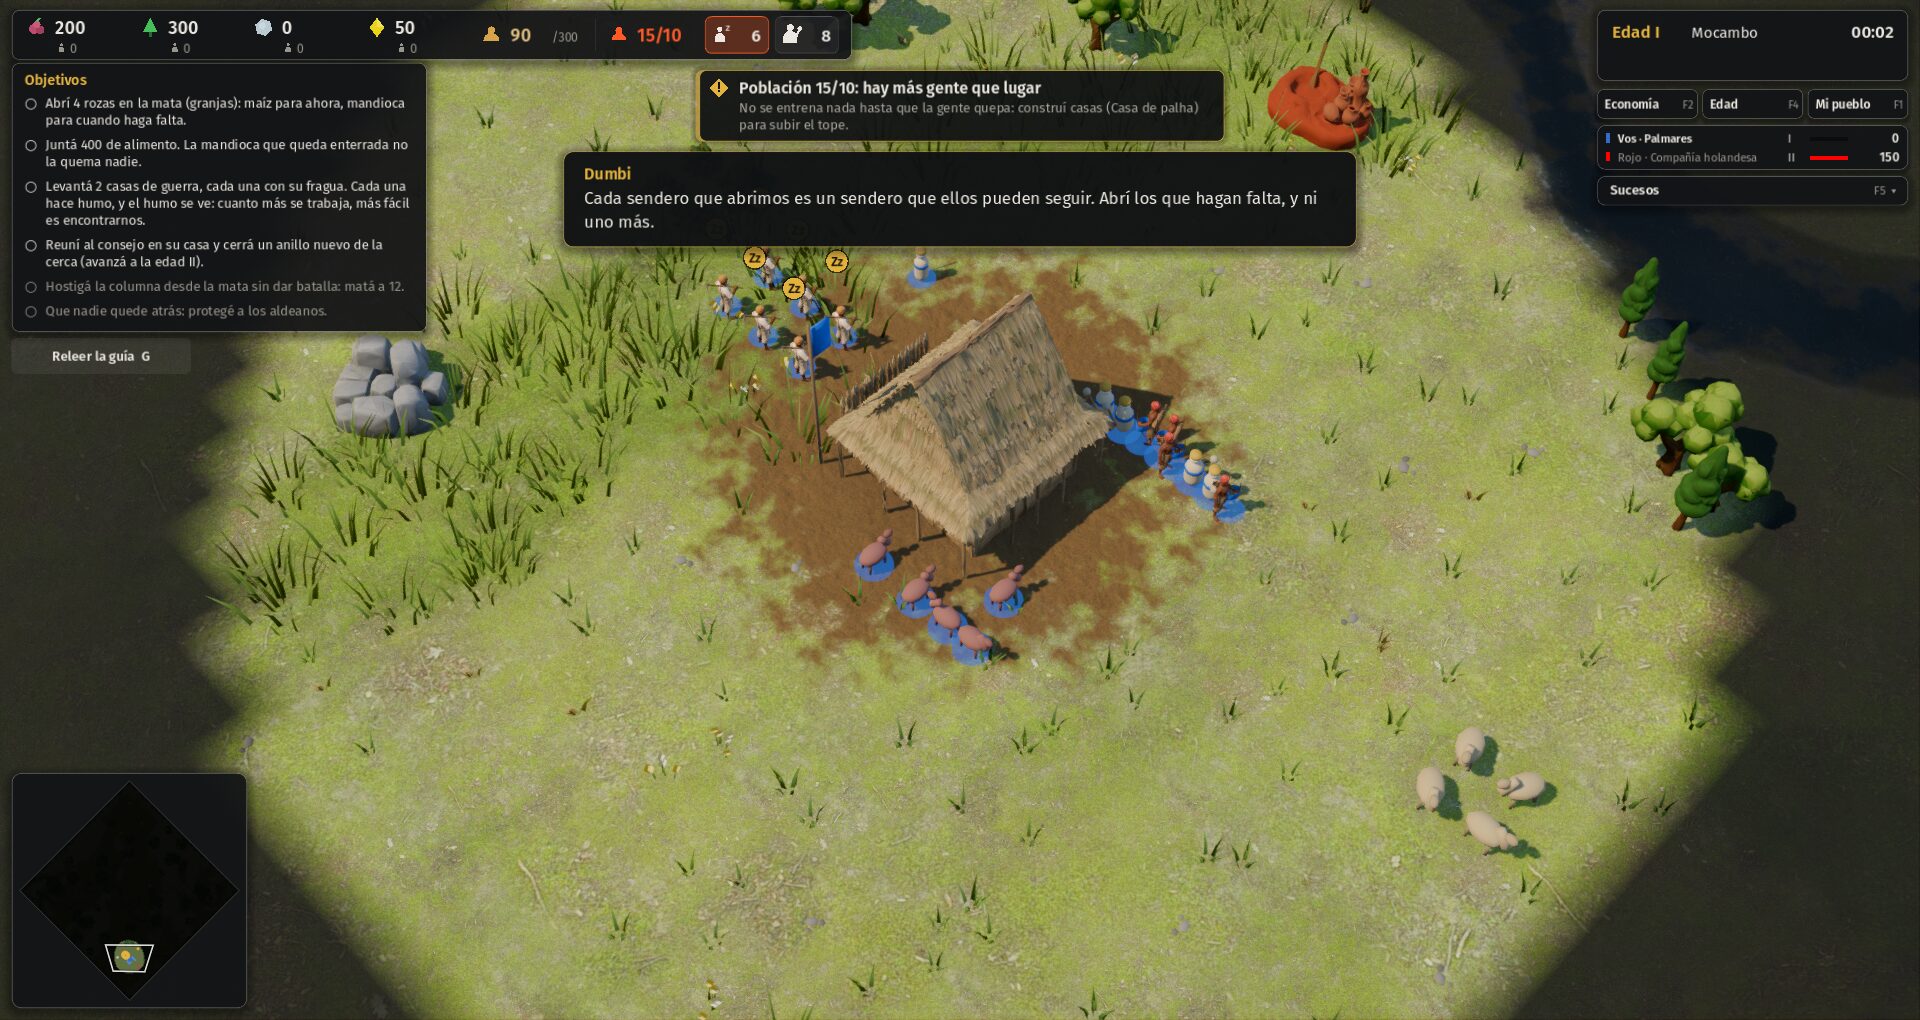 200
300
0
50
90 /300
15/10
6
8
0
0
0
0
Objetivos
Abrí 4 rozas en la mata (granjas): maíz para ahora, mandioca
para cuando haga falta.
Juntá 400 de alimento. La mandioca que queda enterrada no
la quema nadie.
Levantá 2 casas de guerra, cada una con su fragua. Cada una
hace humo, y el humo se ve: cuanto más se trabaja, más fácil
es encontrarnos.
Reuní al consejo en su casa y cerrá un anillo nuevo de la
cerca (avanzá a la edad II).
Hostigá la columna desde la mata sin dar batalla: matá a 12.
Que nadie quede atrás: protegé a los aldeanos.
Releer la guía G
Población 15/10: hay más gente que lugar
No se entrena nada hasta que la gente quepa: construí casas (Casa de palha)
para subir el tope.
Dumbi
Cada sendero que abrimos es un sendero que ellos pueden seguir. Abrí los que hagan falta, y ni
uno más.
Zz
Zz
Zz
Edad I Mocambo 00:02
Economía F2
Edad F4
Mi pueblo F1
Vos · Palmares I 0
Rojo · Compañía holandesa II 150
Sucesos F5